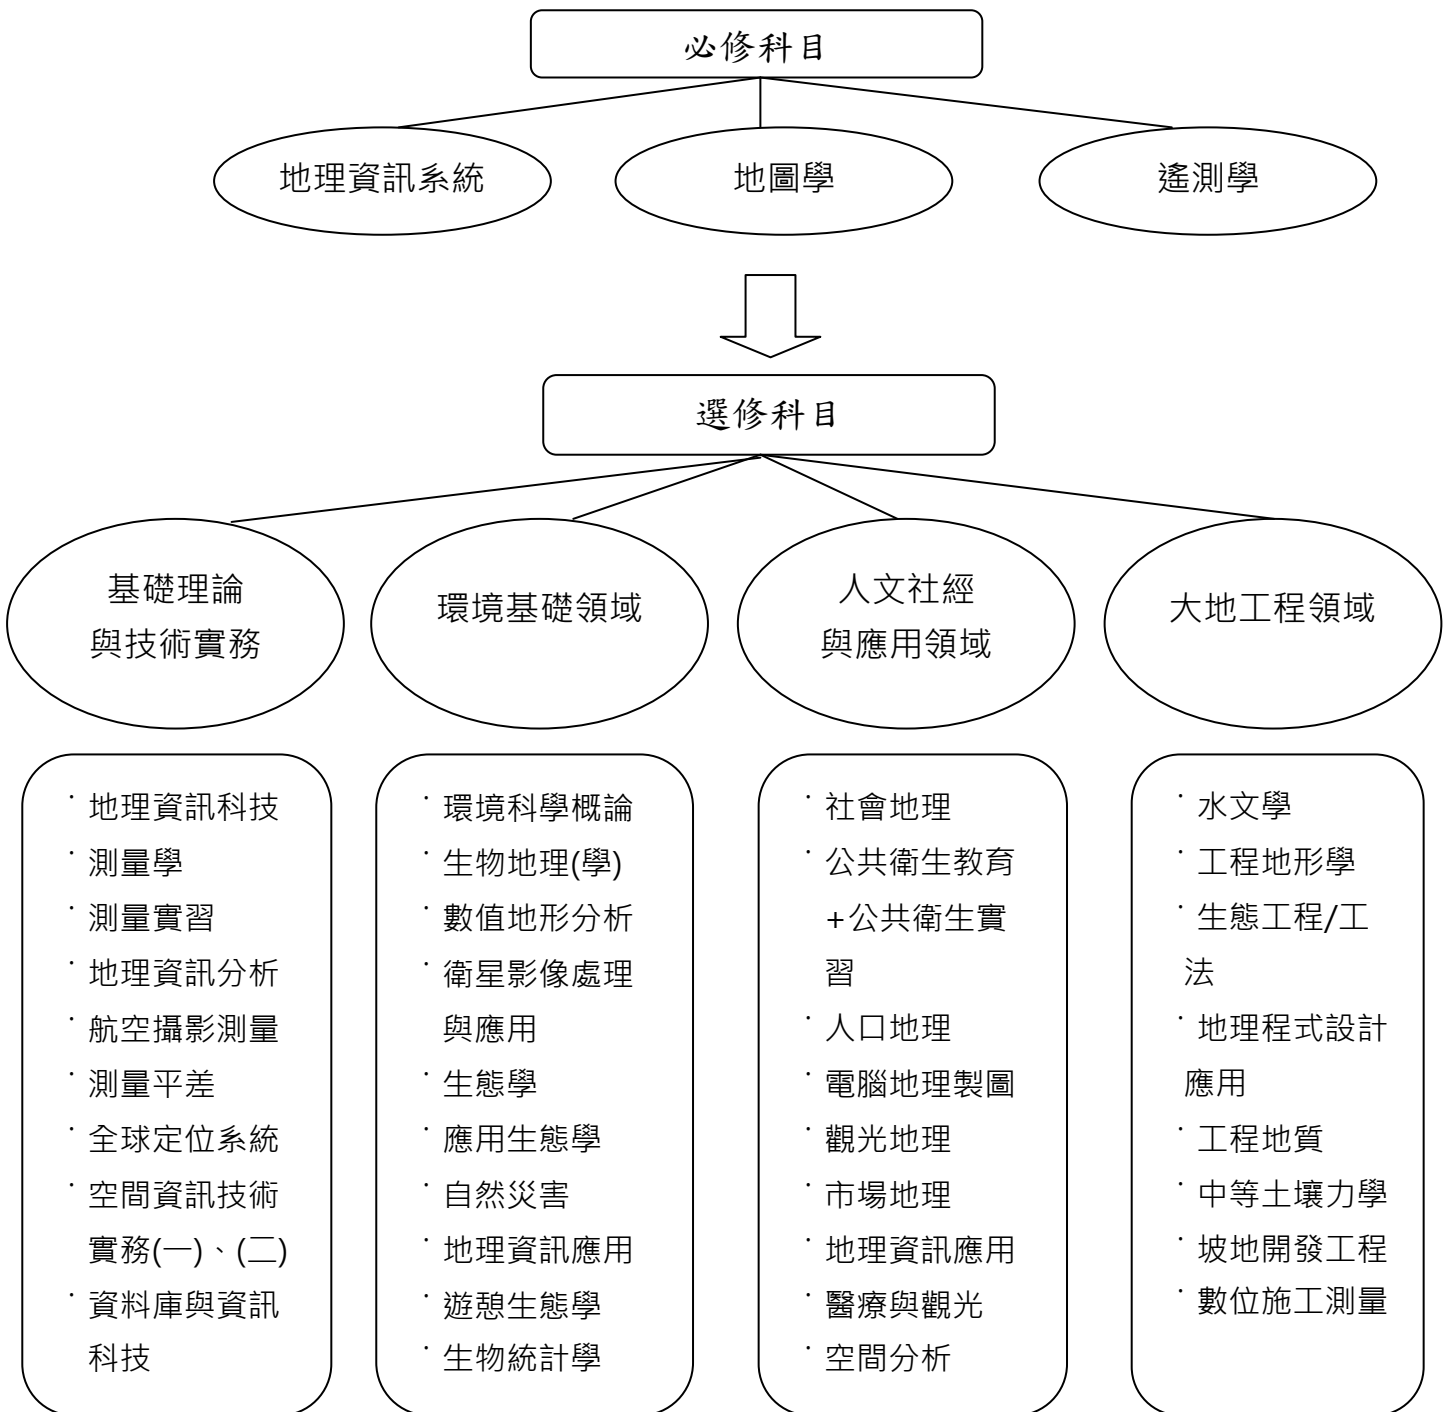 必修科目
地理資訊系統
地圖學
遙測學
選修科目
基礎理論
與技術實務
環境基礎領域
人文社經
與應用領域
大地工程領域
˙地理資訊科技
˙測量學
˙測量實習
˙地理資訊分析
˙航空攝影測量
˙測量平差
˙全球定位系統
˙空間資訊技術
實務(一)、(二)
˙資料庫與資訊
科技
˙環境科學概論
˙生物地理(學)
˙數值地形分析
˙衛星影像處理
與應用
˙生態學
˙應用生態學
˙自然災害
˙地理資訊應用
˙遊憩生態學
˙生物統計學
˙社會地理
˙公共衛生教育
+公共衛生實
習
˙人口地理
˙電腦地理製圖
˙觀光地理
˙市場地理
˙地理資訊應用
˙醫療與觀光
˙空間分析
˙水文學
˙工程地形學
˙生態工程/工
法
˙地理程式設計
應用
˙工程地質
˙中等土壤力學
˙坡地開發工程
˙數位施工測量